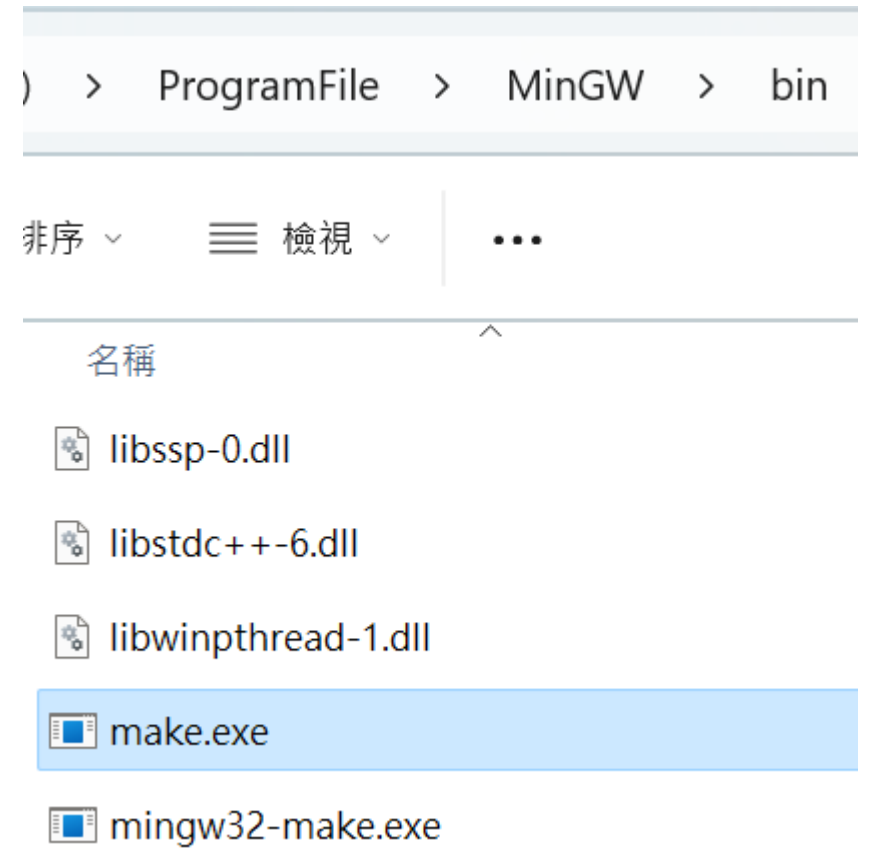 ) > ProgramFile > MinGW > bin
排序 檢視 •••
名稱
libssp-0.dll
libstdc++-6.dll
libwinpthread-1.dll
make.exe
mingw32-make.exe